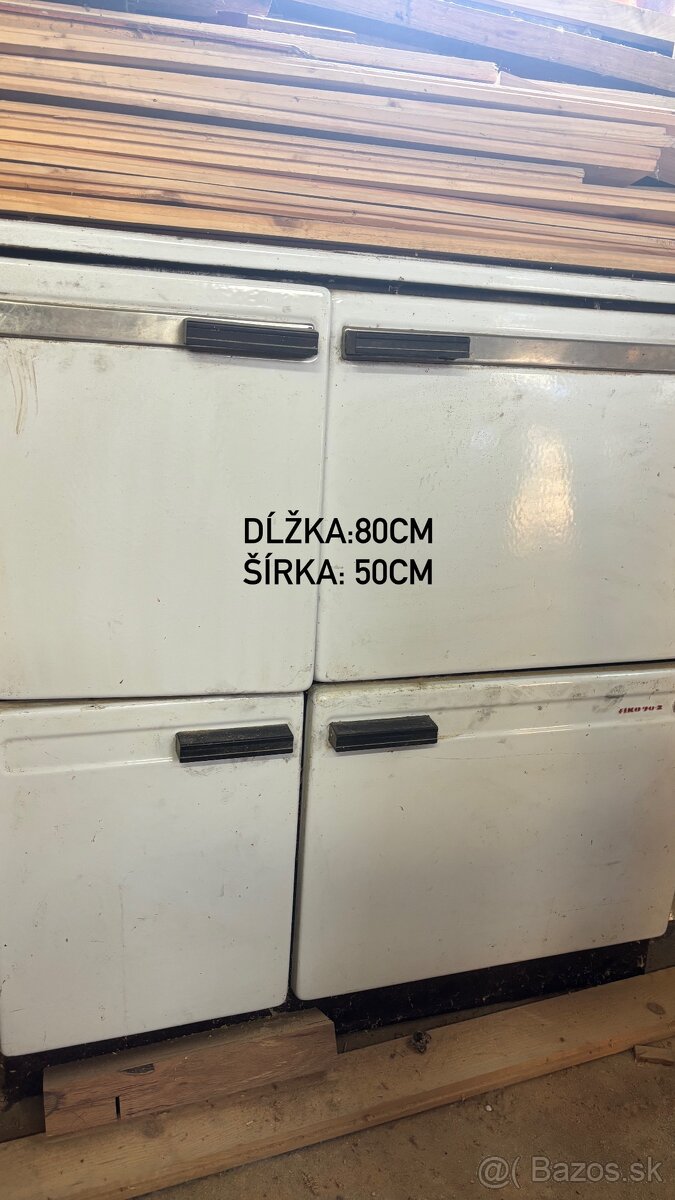 DĹŽKA:80CM
ŠÍRKA: 50CM
@( Bazos.sk